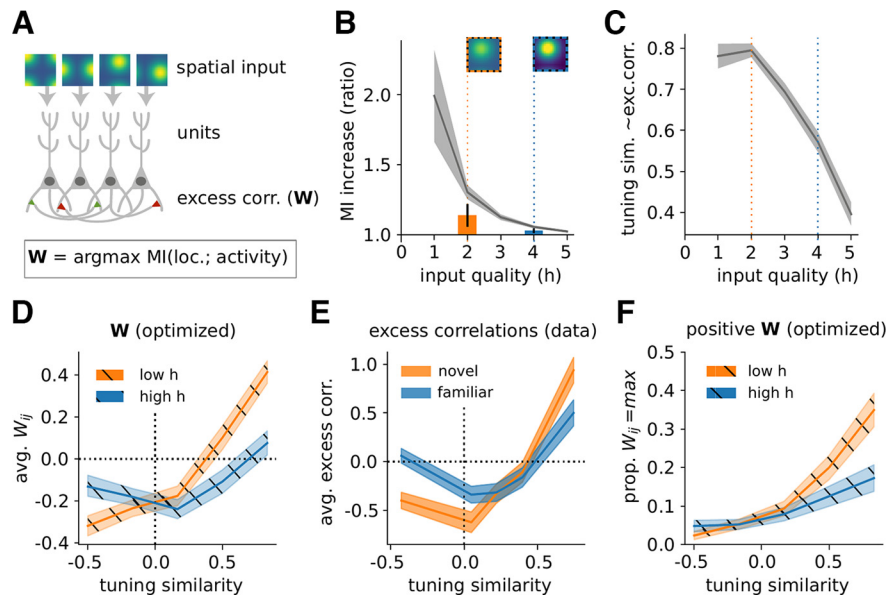 A
spatial input
units
excess corr. (W)
W = argmax MI(loc.; activity)
B
MI increase (ratio)
2.0
1.5
1.0
0 1 2 3 4 5
input quality (h)
C
tuning sim. ~exc.corr.
0.8
0.7
0.6
0.5
0.4
0 1 2 3 4 5
input quality (h)
D
W (optimized)
avg. Wij
0.4
0.2
0.0
-0.2
-0.4
low h
high h
-0.5 0.0 0.5
tuning similarity
E
excess correlations (data)
avg. excess corr.
1.0
0.5
0.0
-0.5
novel
familiar
-0.5 0.0 0.5
tuning similarity
F
positive W (optimized)
prop. Wij=max
0.5
0.4
0.3
0.2
0.1
0.0
low h
high h
-0.5 0.0 0.5
tuning similarity